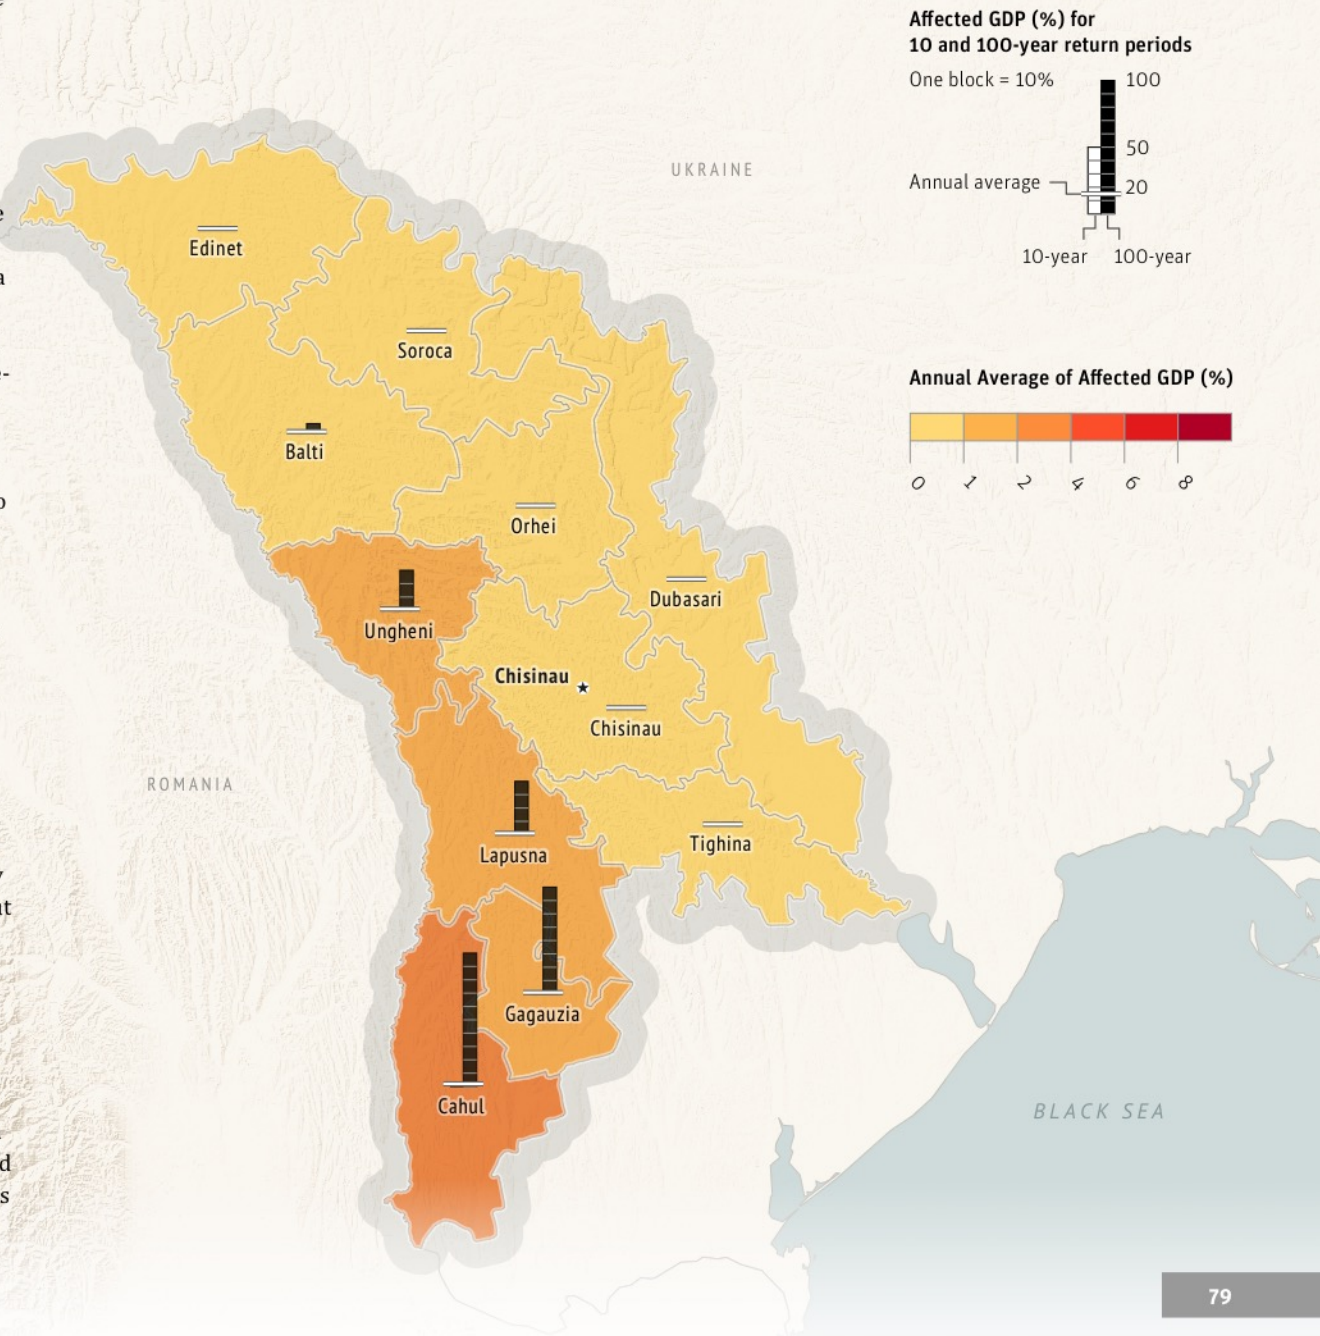 Affected GDP (%) for
10 and 100-year return periods
One block = 10%
100
50
Annual average
20
10-year
100-year
UKRAINE
Edinet
Soroca
Annual Average of Affected GDP (%)
0 1 2 4 6 8
Balti
Orhei
Dubasari
Ungheni
Chisinau
Chisinau
ROMANIA
Tighina
Lapusna
Gagauzia
Cahul
BLACK SEA
79